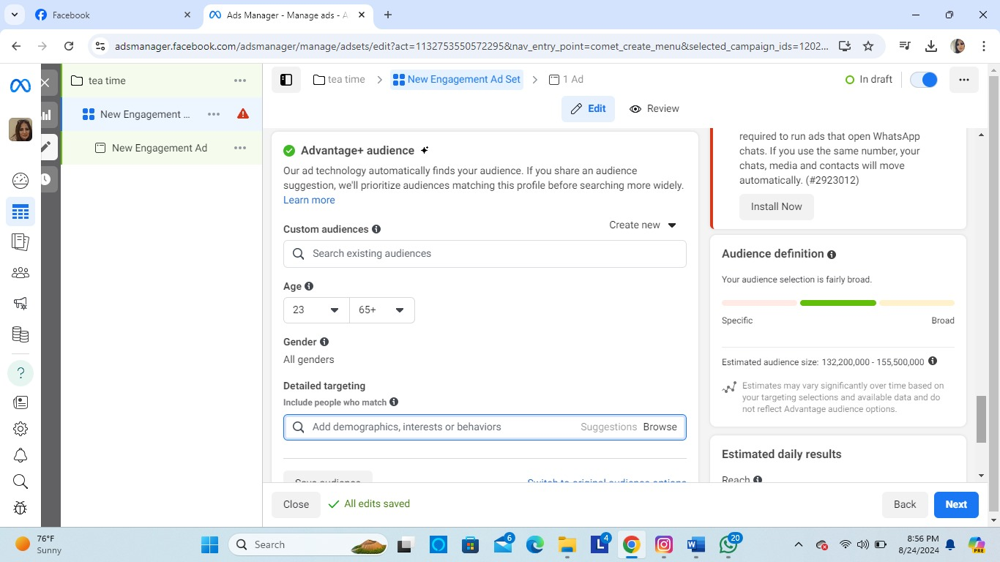 Facebook
Ads Manager - Manage ads - A
adsmanager.facebook.com/adsmanager/manage/adsets/edit?act=1132753550572295&nav_entry_point=comet_create_menu&selected_campaign_ids=1202...
tea time
New Engagement ...
New Engagement Ad
tea time
New Engagement Ad Set
1 Ad
In draft
Edit
Review
Advantage+ audience
Our ad technology automatically finds your audience. If you share an audience
suggestion, we'll prioritize audiences matching this profile before searching more widely.
Learn more
Custom audiences
Create new
Search existing audiences
Age
23
65+
Gender
All genders
Detailed targeting
Include people who match
Add demographics, interests or behaviors
Suggestions
Browse
Save audience
Switch to original audience options
required to run ads that open WhatsApp
chats. If you use the same number, your
chats, media and contacts will move
automatically. (#2923012)
Install Now
Audience definition
Your audience selection is fairly broad.
Specific
Broad
Estimated audience size: 132,200,000 - 155,500,000
Estimates may vary significantly over time based on
your targeting selections and available data and do
not reflect Advantage audience options.
Estimated daily results
Reach
Close
All edits saved
Back
Next
76°F
Sunny
Search
6
L
4
20
8:56 PM
8/24/2024
PRE